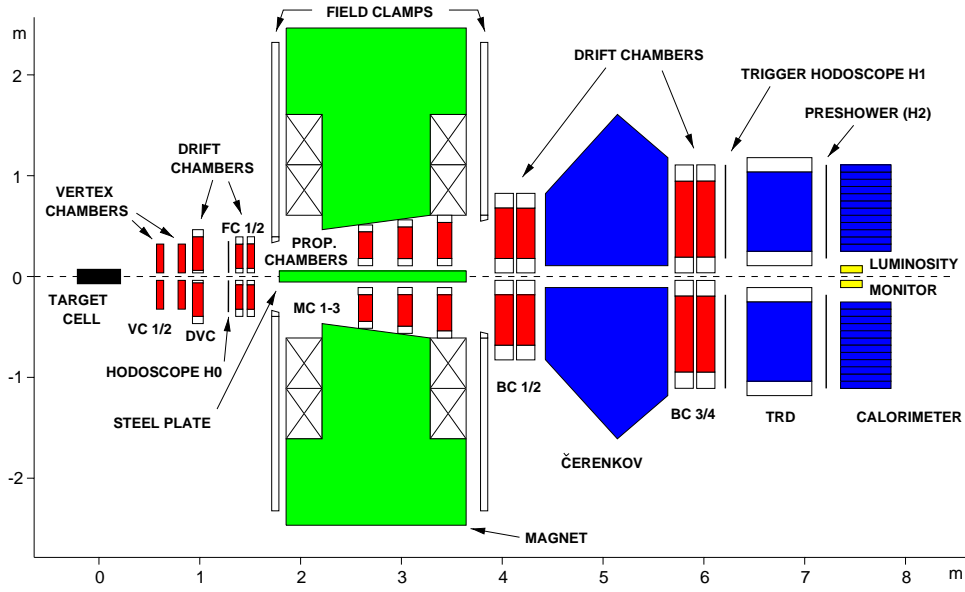 m
FIELD CLAMPS
DRIFT CHAMBERS
TRIGGER HODOSCOPE H1
PRESHOWER (H2)
2
DRIFT
CHAMBERS
VERTEX
CHAMBERS
1
FC 1/2
PROP.
CHAMBERS
0
LUMINOSITY
MONITOR
TARGET
CELL
VC 1/2
DVC
MC 1-3
HODOSCOPE H0
-1
BC 1/2
BC 3/4
TRD
CALORIMETER
STEEL PLATE
ČERENKOV
-2
MAGNET
0 1 2 3 4 5 6 7 8 m